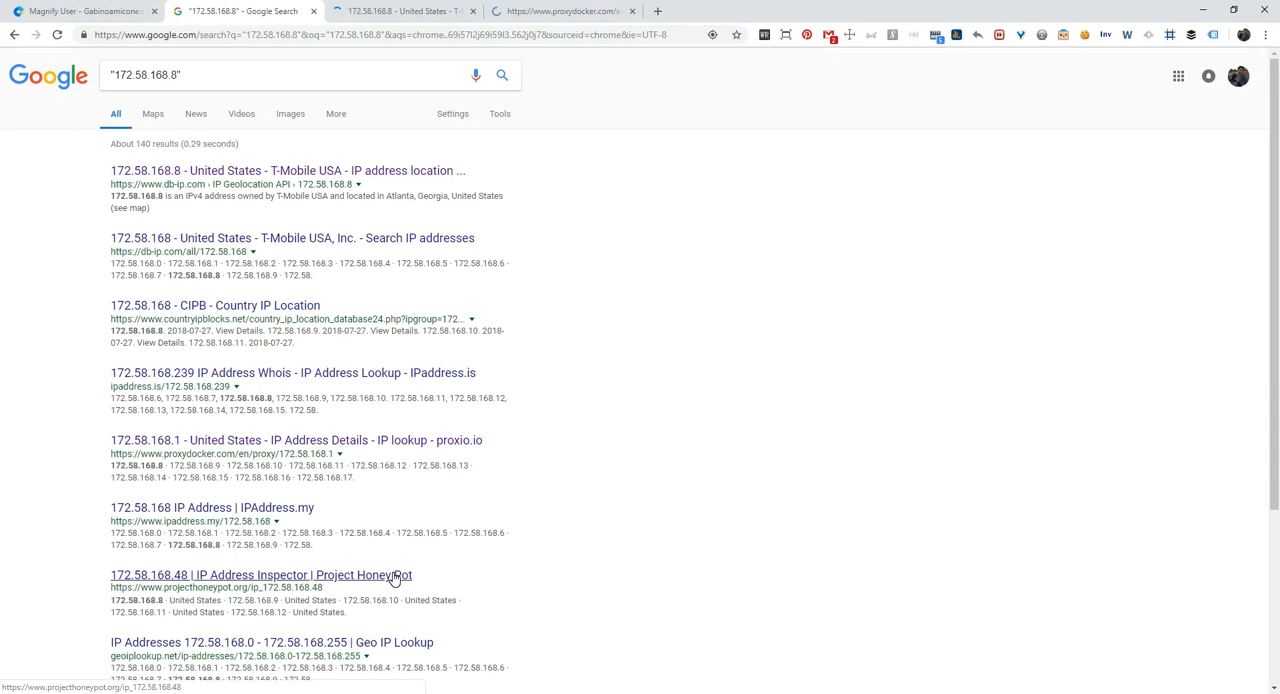 Magnify User - Gabinoamicone.c
"172.58.168.8" - Google Search
172.58.168.8 - United States - T-
https://www.proxydocker.com/e
https://www.google.com/search?q="172.58.168.8"&oq="172.58.168.8"&aqs=chrome..69i57l2j69i59l3.562j0j7&sourceid=chrome&ie=UTF-8
Inv
W
Google
"172.58.168.8"
All
Maps
News
Videos
Images
More
Settings
Tools
About 140 results (0.29 seconds)
172.58.168.8 - United States - T-Mobile USA - IP address location ...
https://www.db-ip.com › IP Geolocation API › 172.58.168.8
172.58.168.8 is an IPv4 address owned by T-Mobile USA and located in Atlanta, Georgia, United States
(see map)
172.58.168 - United States - T-Mobile USA, Inc. - Search IP addresses
https://db-ip.com/all/172.58.168
172.58.168.0 · 172.58.168.1 · 172.58.168.2 · 172.58.168.3 · 172.58.168.4 · 172.58.168.5 · 172.58.168.6 ·
172.58.168.7 · 172.58.168.8 · 172.58.168.9 · 172.58.
172.58.168 - CIPB - Country IP Location
https://www.countryipblocks.net/country_ip_location_database24.php?ipgroup=172...
172.58.168.8. 2018-07-27. View Details. 172.58.168.9. 2018-07-27. View Details. 172.58.168.10. 2018-
07-27. View Details. 172.58.168.11. 2018-07-27.
172.58.168.239 IP Address Whois - IP Address Lookup - IPaddress.is
ipaddress.is/172.58.168.239
172.58.168.6, 172.58.168.7, 172.58.168.8, 172.58.168.9, 172.58.168.10. 172.58.168.11, 172.58.168.12,
172.58.168.13, 172.58.168.14, 172.58.168.15. 172.58.
172.58.168.1 - United States - IP Address Details - IP lookup - proxio.io
https://www.proxydocker.com/en/proxy/172.58.168.1
172.58.168.8 · 172.58.168.9 · 172.58.168.10 · 172.58.168.11 · 172.58.168.12 · 172.58.168.13 ·
172.58.168.14 · 172.58.168.15 · 172.58.168.16 · 172.58.168.17.
172.58.168 IP Address | IPAddress.my
https://www.ipaddress.my/172.58.168
172.58.168.0 · 172.58.168.1 · 172.58.168.2 · 172.58.168.3 · 172.58.168.4 · 172.58.168.5 · 172.58.168.6 ·
172.58.168.7 · 172.58.168.8 · 172.58.168.9 · 172.58.
172.58.168.48 | IP Address Inspector | Project Honey Pot
https://www.projecthoneypot.org/ip_172.58.168.48
172.58.168.8 · United States · 172.58.168.9 · United States · 172.58.168.10 · United States ·
172.58.168.11 · United States · 172.58.168.12 · United States.
IP Addresses 172.58.168.0 - 172.58.168.255 | Geo IP Lookup
geoiplookup.net/ip-addresses/172.58.168.0-172.58.168.255
172.58.168.0 · 172.58.168.1 · 172.58.168.2 · 172.58.168.3 · 172.58.168.4 · 172.58.168.5 · 172.58.168.6 ·
172.58.168.7 · 172.58.168.8 · 172.58.168.9 · 172.58.
https://www.projecthoneypot.org/ip_172.58.168.48